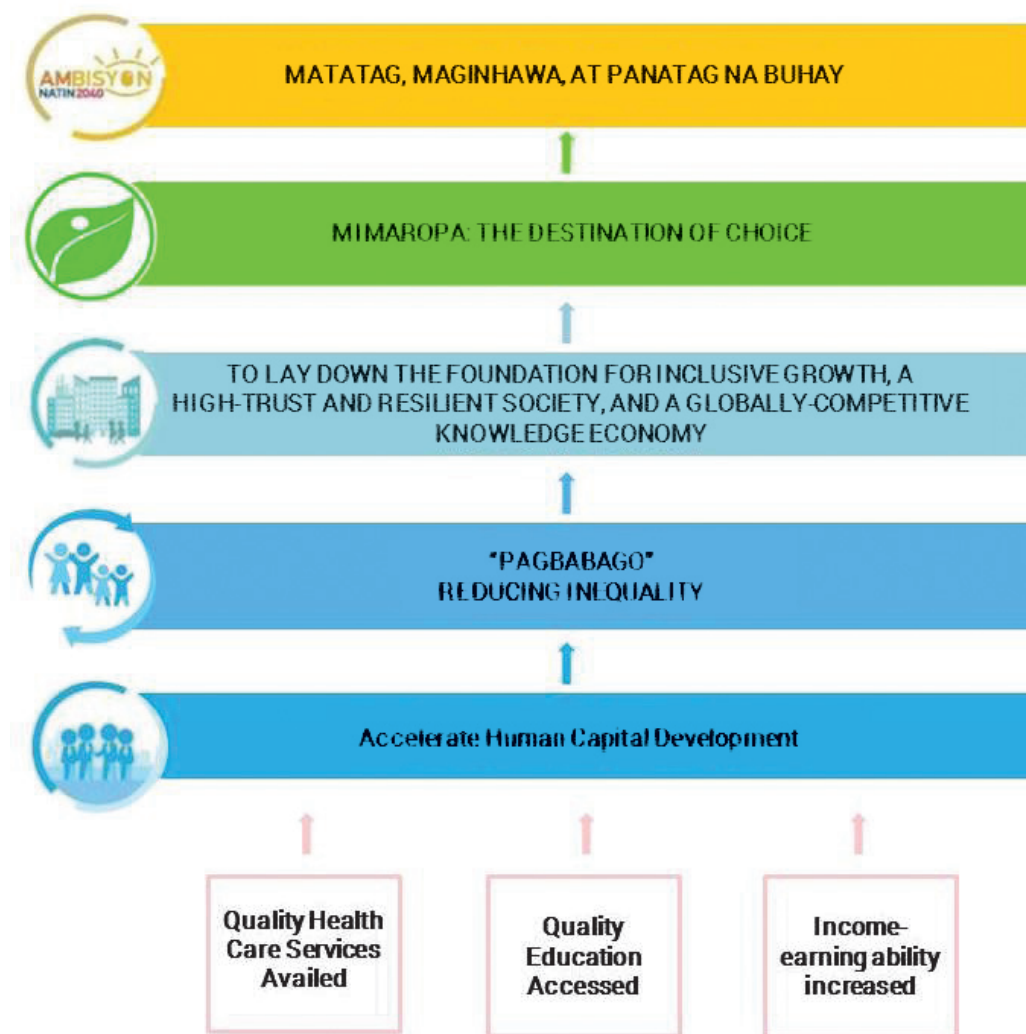 AMBISYON
NATIN 2040
MATATAG, MAGINHAWA, AT PANATAG NA BUHAY
MIMAROPA: THE DESTINATION OF CHOICE
TO LAY DOWN THE FOUNDATION FOR INCLUSIVE GROWTH, A
HIGH-TRUST AND RESILIENT SOCIETY, AND A GLOBALLY-COMPETITIVE
KNOWLEDGE ECONOMY
"PAGBABAGO"
REDUCING INEQUALITY
Accelerate Human Capital Development
Quality Health
Care Services
Availed
Quality
Education
Accessed
Income-
earning ability
increased